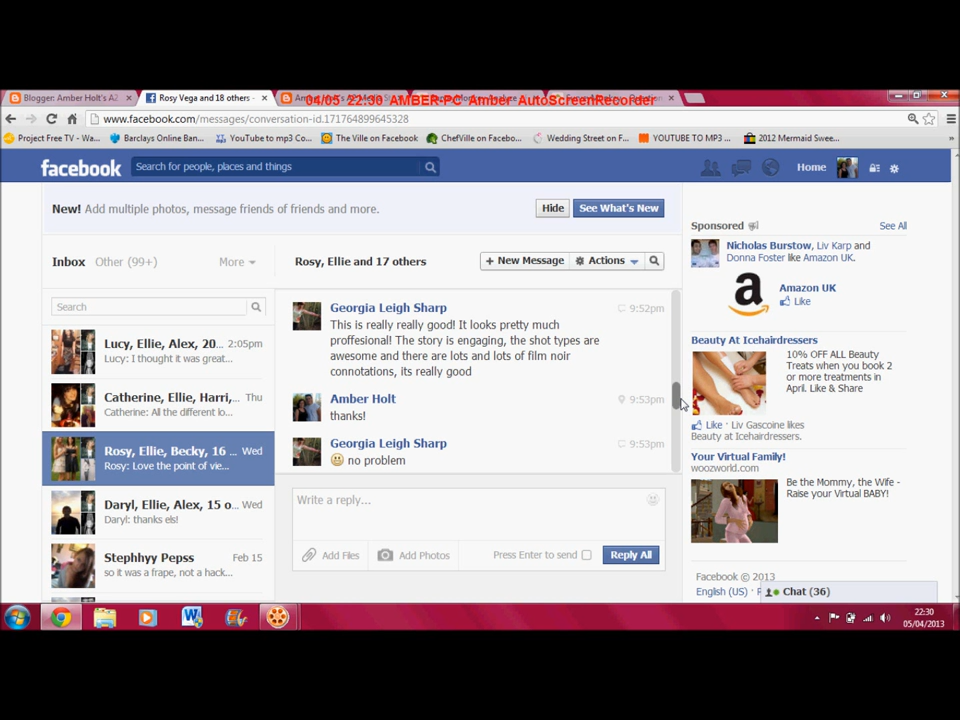 Blogger: Amber Holt's A2
Rosy Vega and 18 others -
04/05 22:30 AMBER-PC Amber AutoScreenRecorder
www.facebook.com/messages/conversation-id.171764899645328
Project Free TV - Wa...
Barclays Online Ban...
YouTube to mp3 Co...
The Ville on Facebook
ChefVille on Facebo...
Wedding Street on F...
YOUTUBE TO MP3 ...
2012 Mermaid Swee...
facebook
Search for people, places and things
Home
New! Add multiple photos, message friends of friends and more.
Hide
See What's New
Inbox
Other (99+)
More
Rosy, Ellie and 17 others
+ New Message
Actions
Search
Lucy, Ellie, Alex, 20... 2:05pm
Lucy: I thought it was great...
Catherine, Ellie, Harri,... Thu
Catherine: All the different lo...
Rosy, Ellie, Becky, 16 ... Wed
Rosy: Love the point of vie...
Daryl, Ellie, Alex, 15 o... Wed
Daryl: thanks els!
Stephhyy Pepss Feb 15
so it was a frape, not a hack...
Georgia Leigh Sharp 9:52pm
This is really really good! It looks pretty much
proffesional! The story is engaging, the shot types are
awesome and there are lots and lots of film noir
connotations, its really good
Amber Holt 9:53pm
thanks!
Georgia Leigh Sharp 9:53pm
no problem
Write a reply...
Add Files
Add Photos
Press Enter to send
Reply All
Sponsored
See All
Nicholas Burstow, Liv Karp and
Donna Foster like Amazon UK.
a
Amazon UK
Like
Beauty At Icehairdressers
10% OFF ALL Beauty
Treats when you book 2
or more treatments in
April. Like & Share
Like · Liv Gascoine likes
Beauty at Icehairdressers.
Your Virtual Family!
woozworld.com
Be the Mommy, the Wife -
Raise your Virtual BABY!
Facebook © 2013
English (US) ·
Chat (36)
22:30
05/04/2013